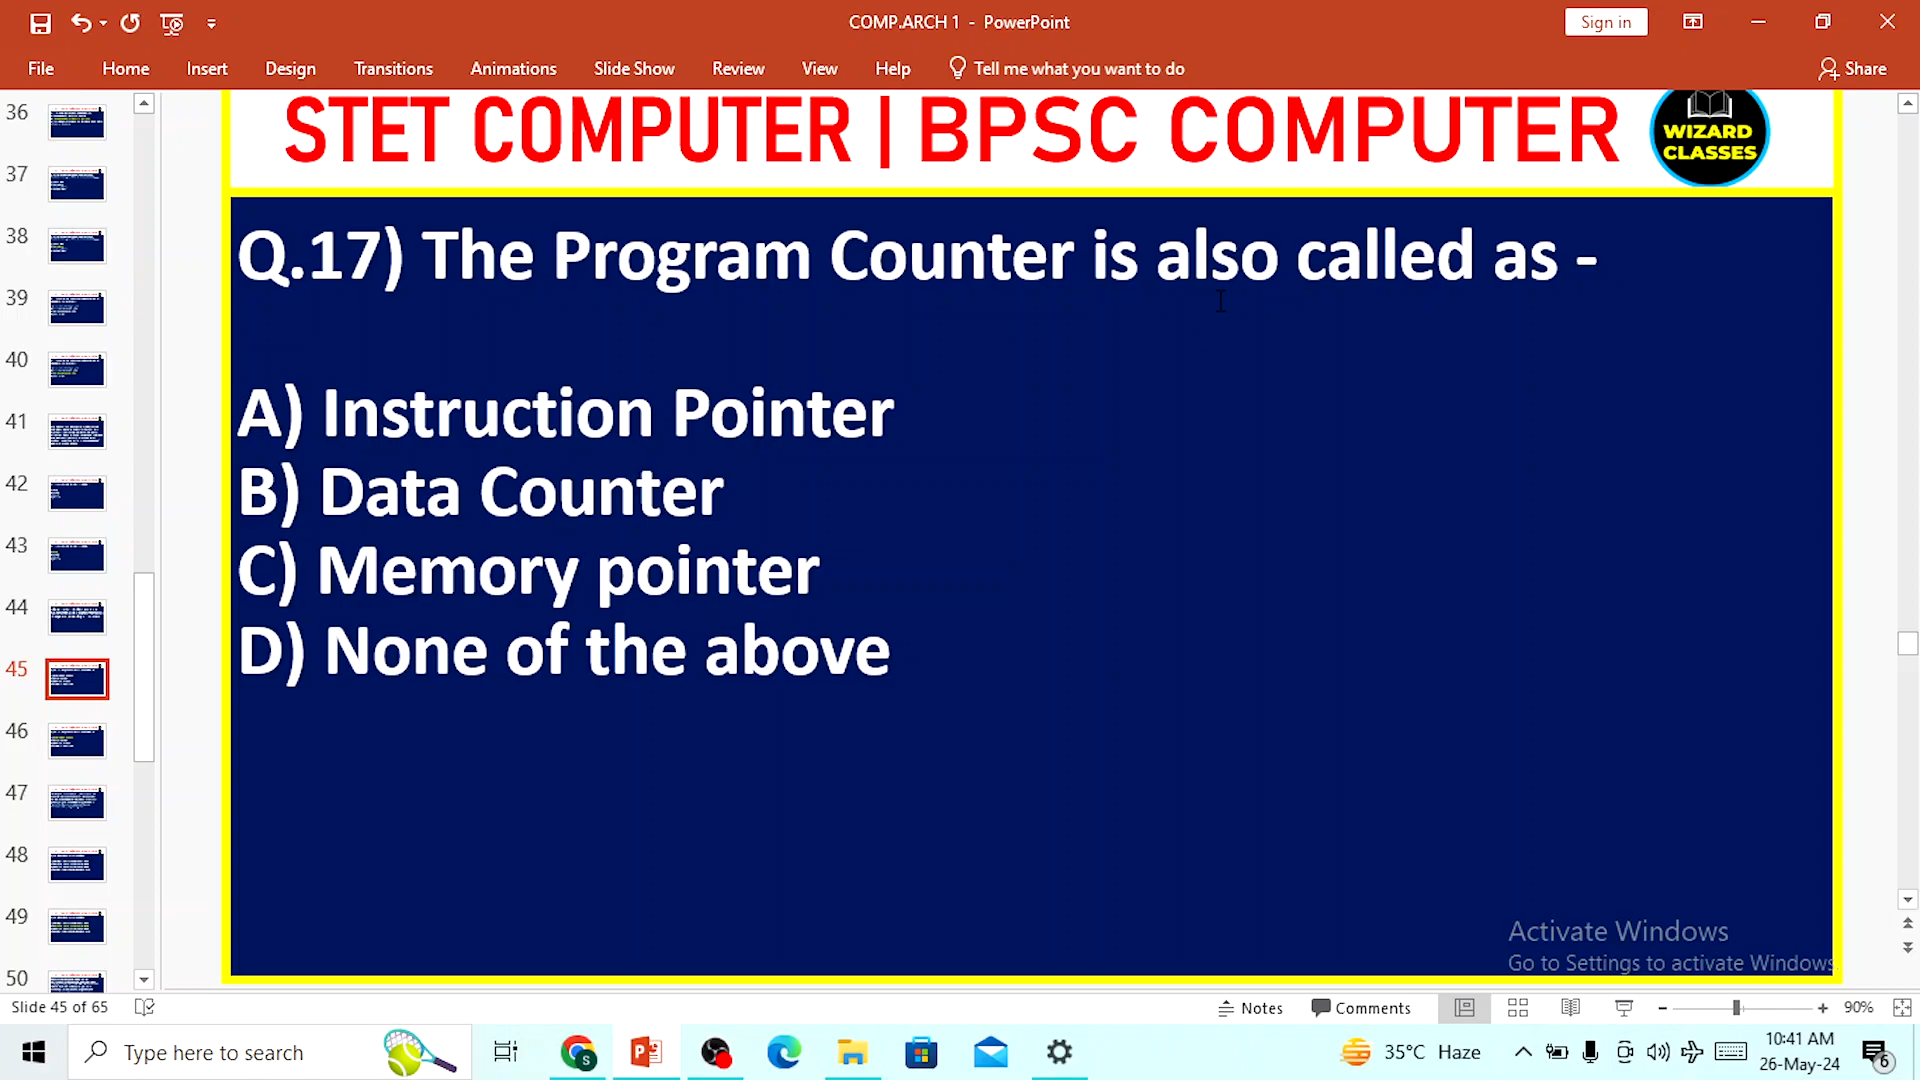 COMP.ARCH 1 - PowerPoint
Sign in
File Home Insert Design Transitions Animations Slide Show Review View Help Tell me what you want to do Share
STET COMPUTER | BPSC COMPUTER
WIZARD
CLASSES
Q.17) The Program Counter is also called as -
A) Instruction Pointer
B) Data Counter
C) Memory pointer
D) None of the above
36
37
38
39
40
41
42
43
44
45
46
47
48
49
50
Activate Windows
Go to Settings to activate Windows.
Slide 45 of 65 Notes Comments 90%
Type here to search
35°C Haze
10:41 AM
26-May-24
6